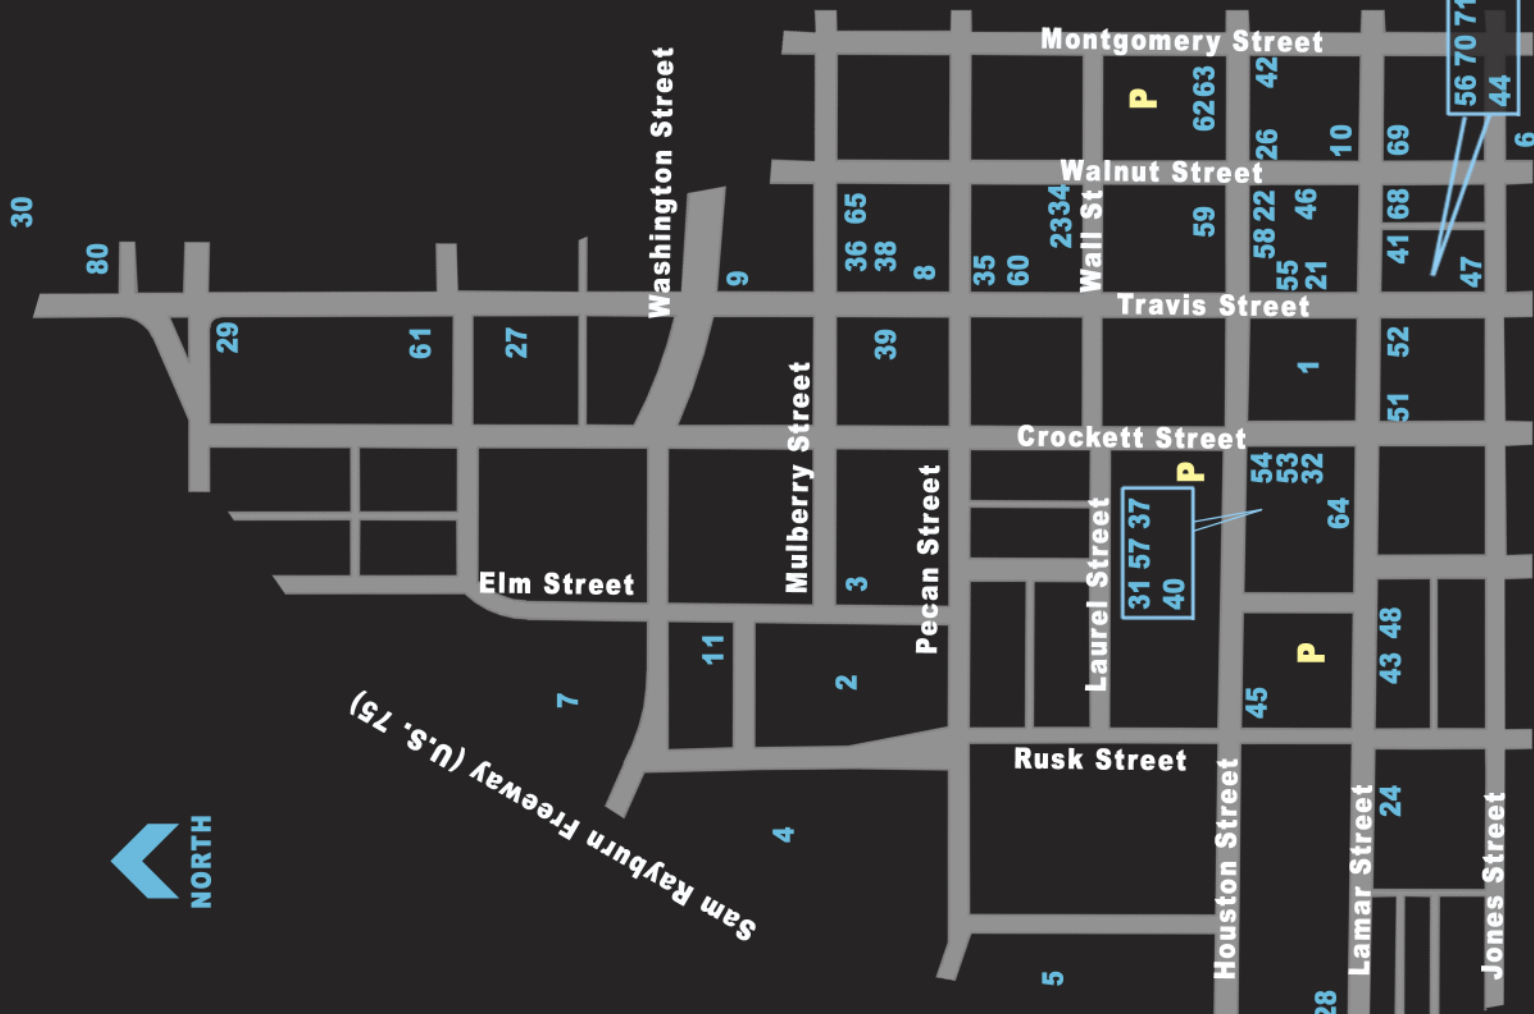 Montgomery Street
56 70 71
44
42
62 63
P
26
10
69
6
Washington Street
Walnut Street
30
80
65
36
38
8
9
35
60
23 34
Wall St
59
22
58
46
55
21
68
41
47
Travis Street
29
61
27
39
1
52
51
Mulberry Street
Crockett Street
Pecan Street
P
54
53
32
64
31 57 37
40
Laurel Street
Elm Street
3
11
2
7
48
43
P
45
Sam Rayburn Freeway (U.S. 75)
Rusk Street
Houston Street
Lamar Street
Jones Street
24
4
NORTH
5
28